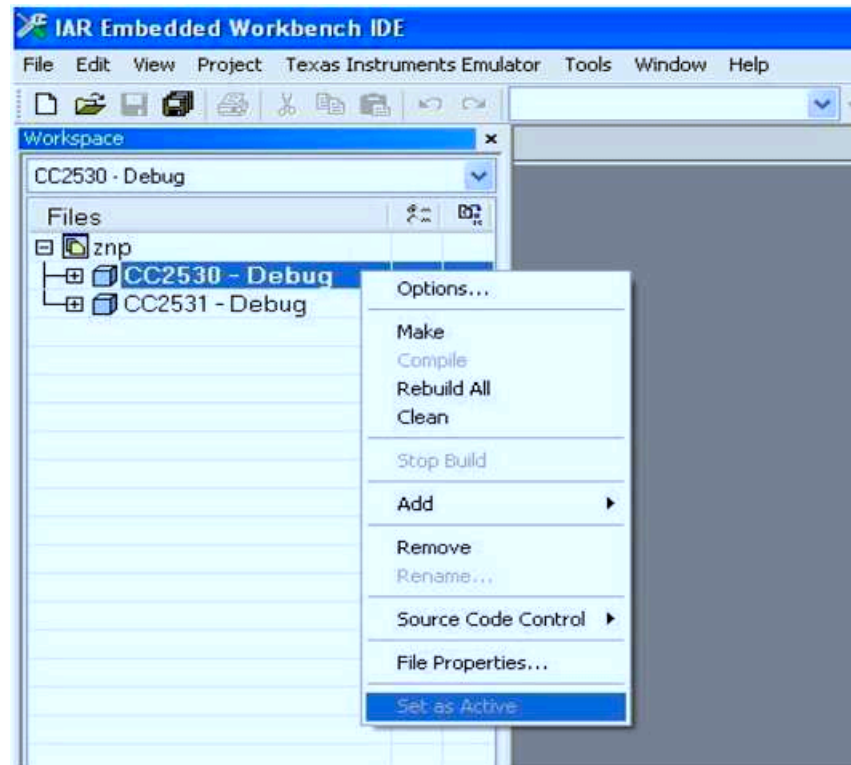 IAR Embedded Workbench IDE
File Edit View Project Texas Instruments Emulator Tools Window Help
Workspace
CC2530 - Debug
Files
znp
CC2530 - Debug
CC2531 - Debug
Options...
Make
Compile
Rebuild All
Clean
Stop Build
Add
Remove
Rename...
Source Code Control
File Properties...
Set as Active